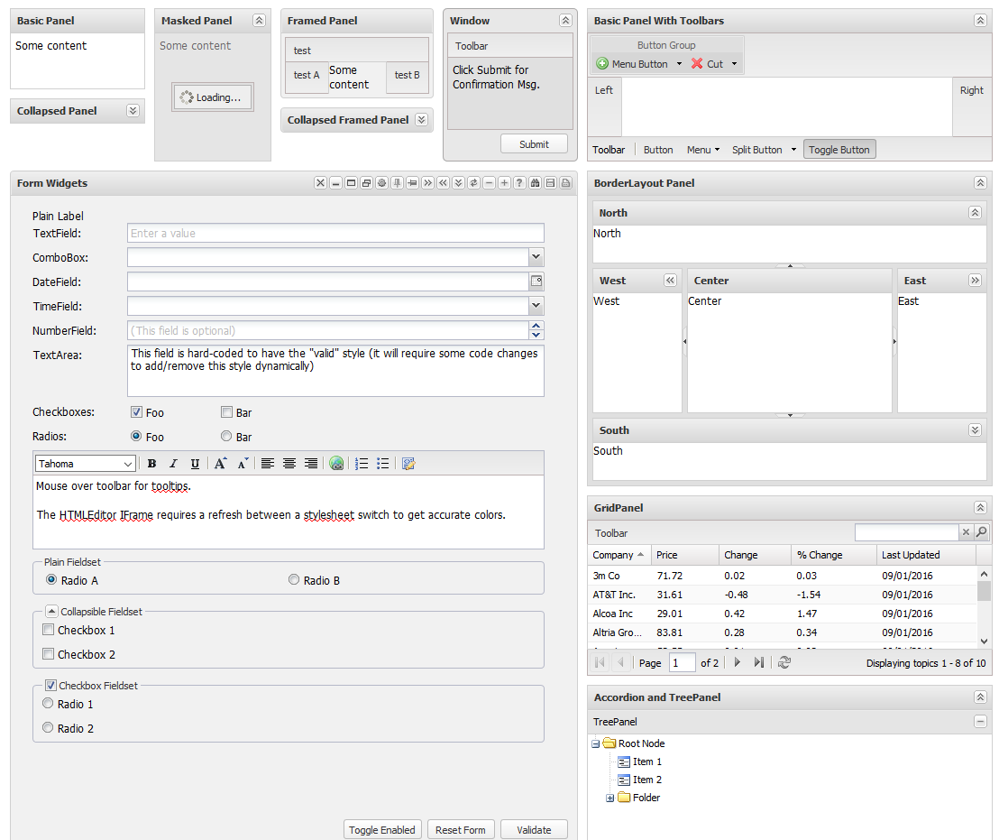 Basic Panel
Some content
Collapsed Panel
Masked Panel
Some content
Loading...
Framed Panel
test
test A
Some
content
test B
Collapsed Framed Panel
Window
Toolbar
Click Submit for
Confirmation Msg.
Submit
Basic Panel With Toolbars
Button Group
Menu Button
Cut
Left
Right
Toolbar
Button
Menu
Split Button
Toggle Button
Form Widgets
Plain Label
TextField:
Enter a value
ComboBox:
DateField:
TimeField:
NumberField:
(This field is optional)
TextArea:
This field is hard-coded to have the "valid" style (it will require some code changes
to add/remove this style dynamically)
Checkboxes:
Foo
Bar
Radios:
Foo
Bar
Tahoma
B I U A A
Mouse over toolbar for tooltips.
The HTMLEditor IFrame requires a refresh between a stylesheet switch to get accurate colors.
Plain Fieldset
Radio A
Radio B
Collapsible Fieldset
Checkbox 1
Checkbox 2
Checkbox Fieldset
Radio 1
Radio 2
Toggle Enabled
Reset Form
Validate
BorderLayout Panel
North
North
West
West
Center
Center
East
East
South
South
GridPanel
Toolbar
Company Price Change % Change Last Updated
3m Co 71.72 0.02 0.03 09/01/2016
AT&T Inc. 31.61 -0.48 -1.54 09/01/2016
Alcoa Inc 29.01 0.42 1.47 09/01/2016
Altria Gro... 83.81 0.28 0.34 09/01/2016
Page 1 of 2
Displaying topics 1 - 8 of 10
Accordion and TreePanel
TreePanel
Root Node
Item 1
Item 2
Folder